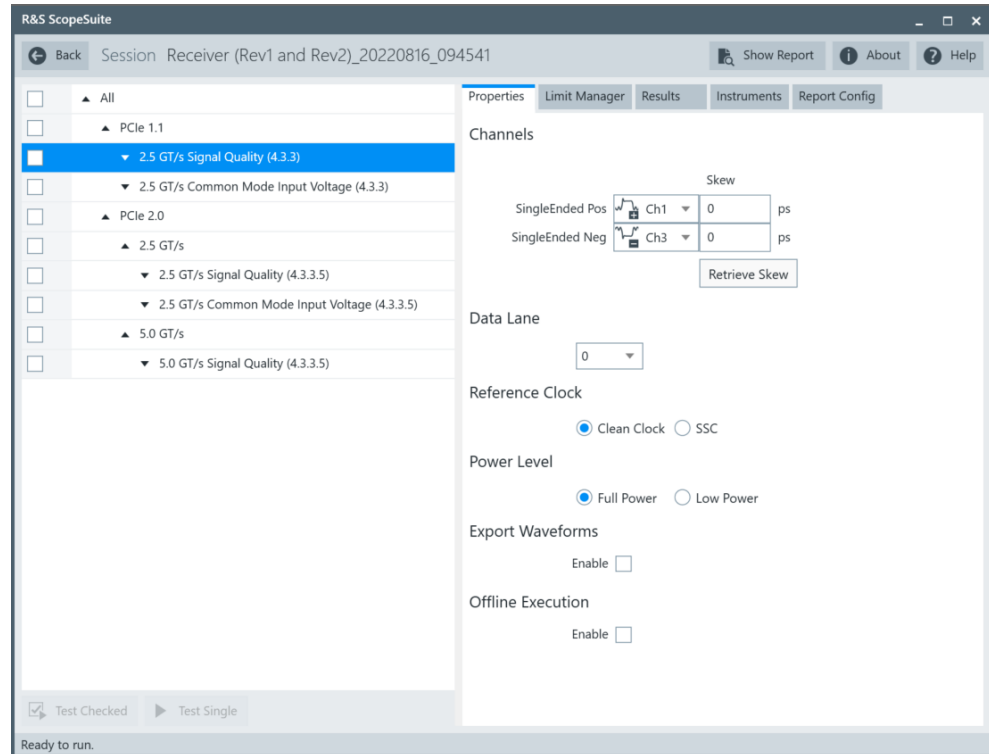 R&S ScopeSuite
Back Session Receiver (Rev1 and Rev2)_20220816_094541 Show Report About Help
All
PCIe 1.1
2.5 GT/s Signal Quality (4.3.3)
2.5 GT/s Common Mode Input Voltage (4.3.3)
PCIe 2.0
2.5 GT/s
2.5 GT/s Signal Quality (4.3.3.5)
2.5 GT/s Common Mode Input Voltage (4.3.3.5)
5.0 GT/s
5.0 GT/s Signal Quality (4.3.3.5)
Properties Limit Manager Results Instruments Report Config
Channels
Skew
SingleEnded Pos Ch1 0 ps
SingleEnded Neg Ch3 0 ps
Retrieve Skew
Data Lane
0
Reference Clock
Clean Clock SSC
Power Level
Full Power Low Power
Export Waveforms
Enable
Offline Execution
Enable
Test Checked Test Single
Ready to run.